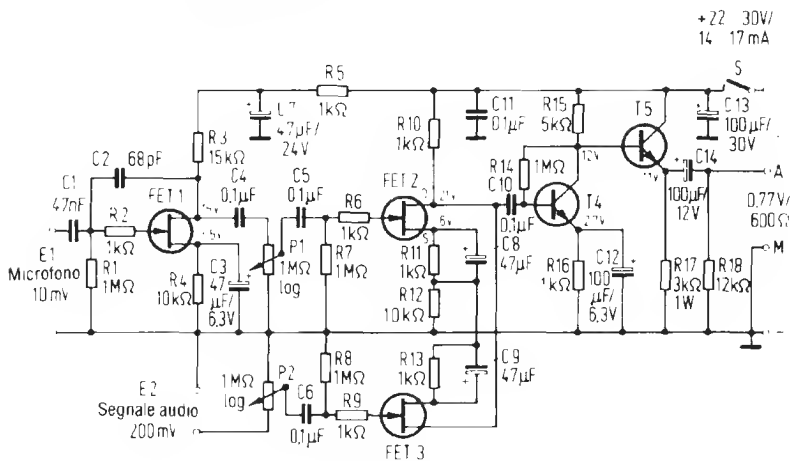 +22 30V/
14 17mA
S
R5
1kΩ
47µF/
24V
R3
15kΩ
C2
68pF
C1
47nF
R2
1kΩ
FET 1
C4
0,1µF
C5
0,1µF
R6
1kΩ
R10
1kΩ
FET 2
C11
0,1µF
R15
5kΩ
12V
T5
C13
100µF/
30V
R14
1MΩ
C10
0,1µF
T4
11V
C14
100µF/
12V
A
0,77V/
600Ω
M
E1
Microfono
10mV
R1
1MΩ
R4
10kΩ
C3
47
µF/
6,3V
P1
1MΩ
log
R7
1MΩ
6V
S
R11
1kΩ
R12
10kΩ
C8
47µF
R16
1kΩ
C12
100
µF/
6,3V
R17
3kΩ
1W
R18
12kΩ
E2
Segnale audio
200mV
1MΩ
log
P2
C6
0,1µF
R8
1MΩ
R9
1kΩ
R13
1kΩ
FET 3
C9
47µF